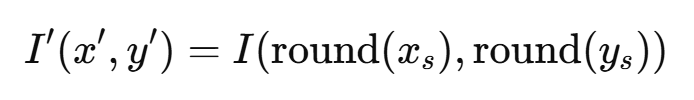 I′(x′, y′) = I(round(xₛ), round(yₛ))